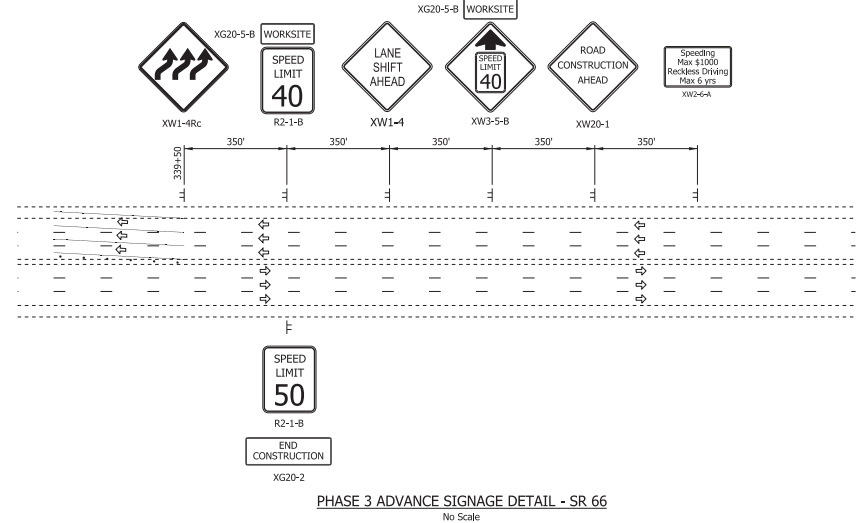 XG20-5-B WORKSITE
XG20-5-B WORKSITE
SPEED
LIMIT
40
LANE
SHIFT
AHEAD
SPEED
LIMIT
40
ROAD
CONSTRUCTION
AHEAD
Speeding
Max $1000
Reckless Driving
Max 6 yrs
XW2-6-A
XW1-4Rc
R2-1-B
XW1-4
XW3-5-B
XW20-1
339+50
350'
350'
350'
350'
350'
SPEED
LIMIT
50
R2-1-B
END
CONSTRUCTION
XG20-2
PHASE 3 ADVANCE SIGNAGE DETAIL - SR 66
No Scale